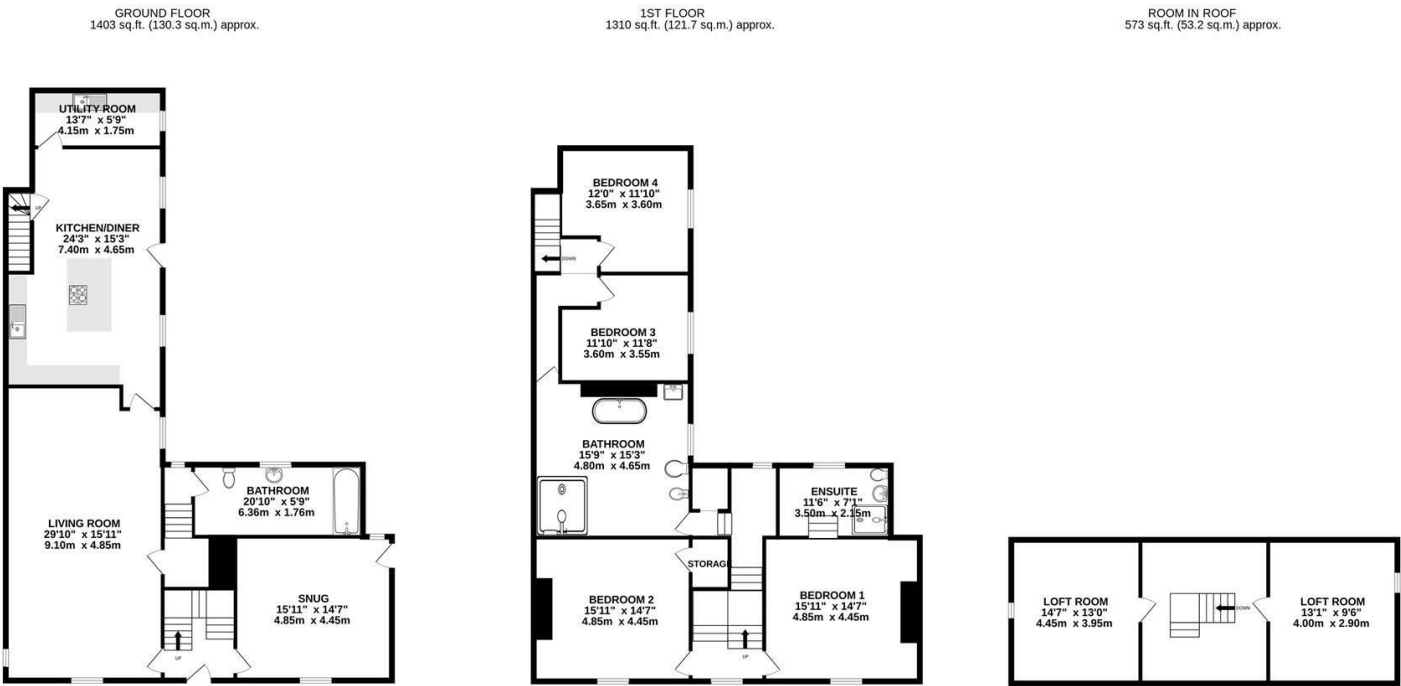 GROUND FLOOR
1403 sq.ft. (130.3 sq.m.) approx.
UTILITY ROOM
13'7" x 5'9"
4.15m x 1.75m
UP
KITCHEN/DINER
24'3" x 15'3"
7.40m x 4.65m
BATHROOM
20'10" x 5'9"
6.36m x 1.76m
LIVING ROOM
29'10" x 15'11"
9.10m x 4.85m
SNUG
15'11" x 14'7"
4.85m x 4.45m
UP
1ST FLOOR
1310 sq.ft. (121.7 sq.m.) approx.
BEDROOM 4
12'0" x 11'10"
3.65m x 3.60m
DOWN
BEDROOM 3
11'10" x 11'8"
3.60m x 3.55m
BATHROOM
15'9" x 15'3"
4.80m x 4.65m
ENSUITE
11'6" x 7'1"
3.50m x 2.15m
STORAG
BEDROOM 2
15'11" x 14'7"
4.85m x 4.45m
BEDROOM 1
15'11" x 14'7"
4.85m x 4.45m
UP
ROOM IN ROOF
573 sq.ft. (53.2 sq.m.) approx.
LOFT ROOM
14'7" x 13'0"
4.45m x 3.95m
DOWN
LOFT ROOM
13'1" x 9'6"
4.00m x 2.90m